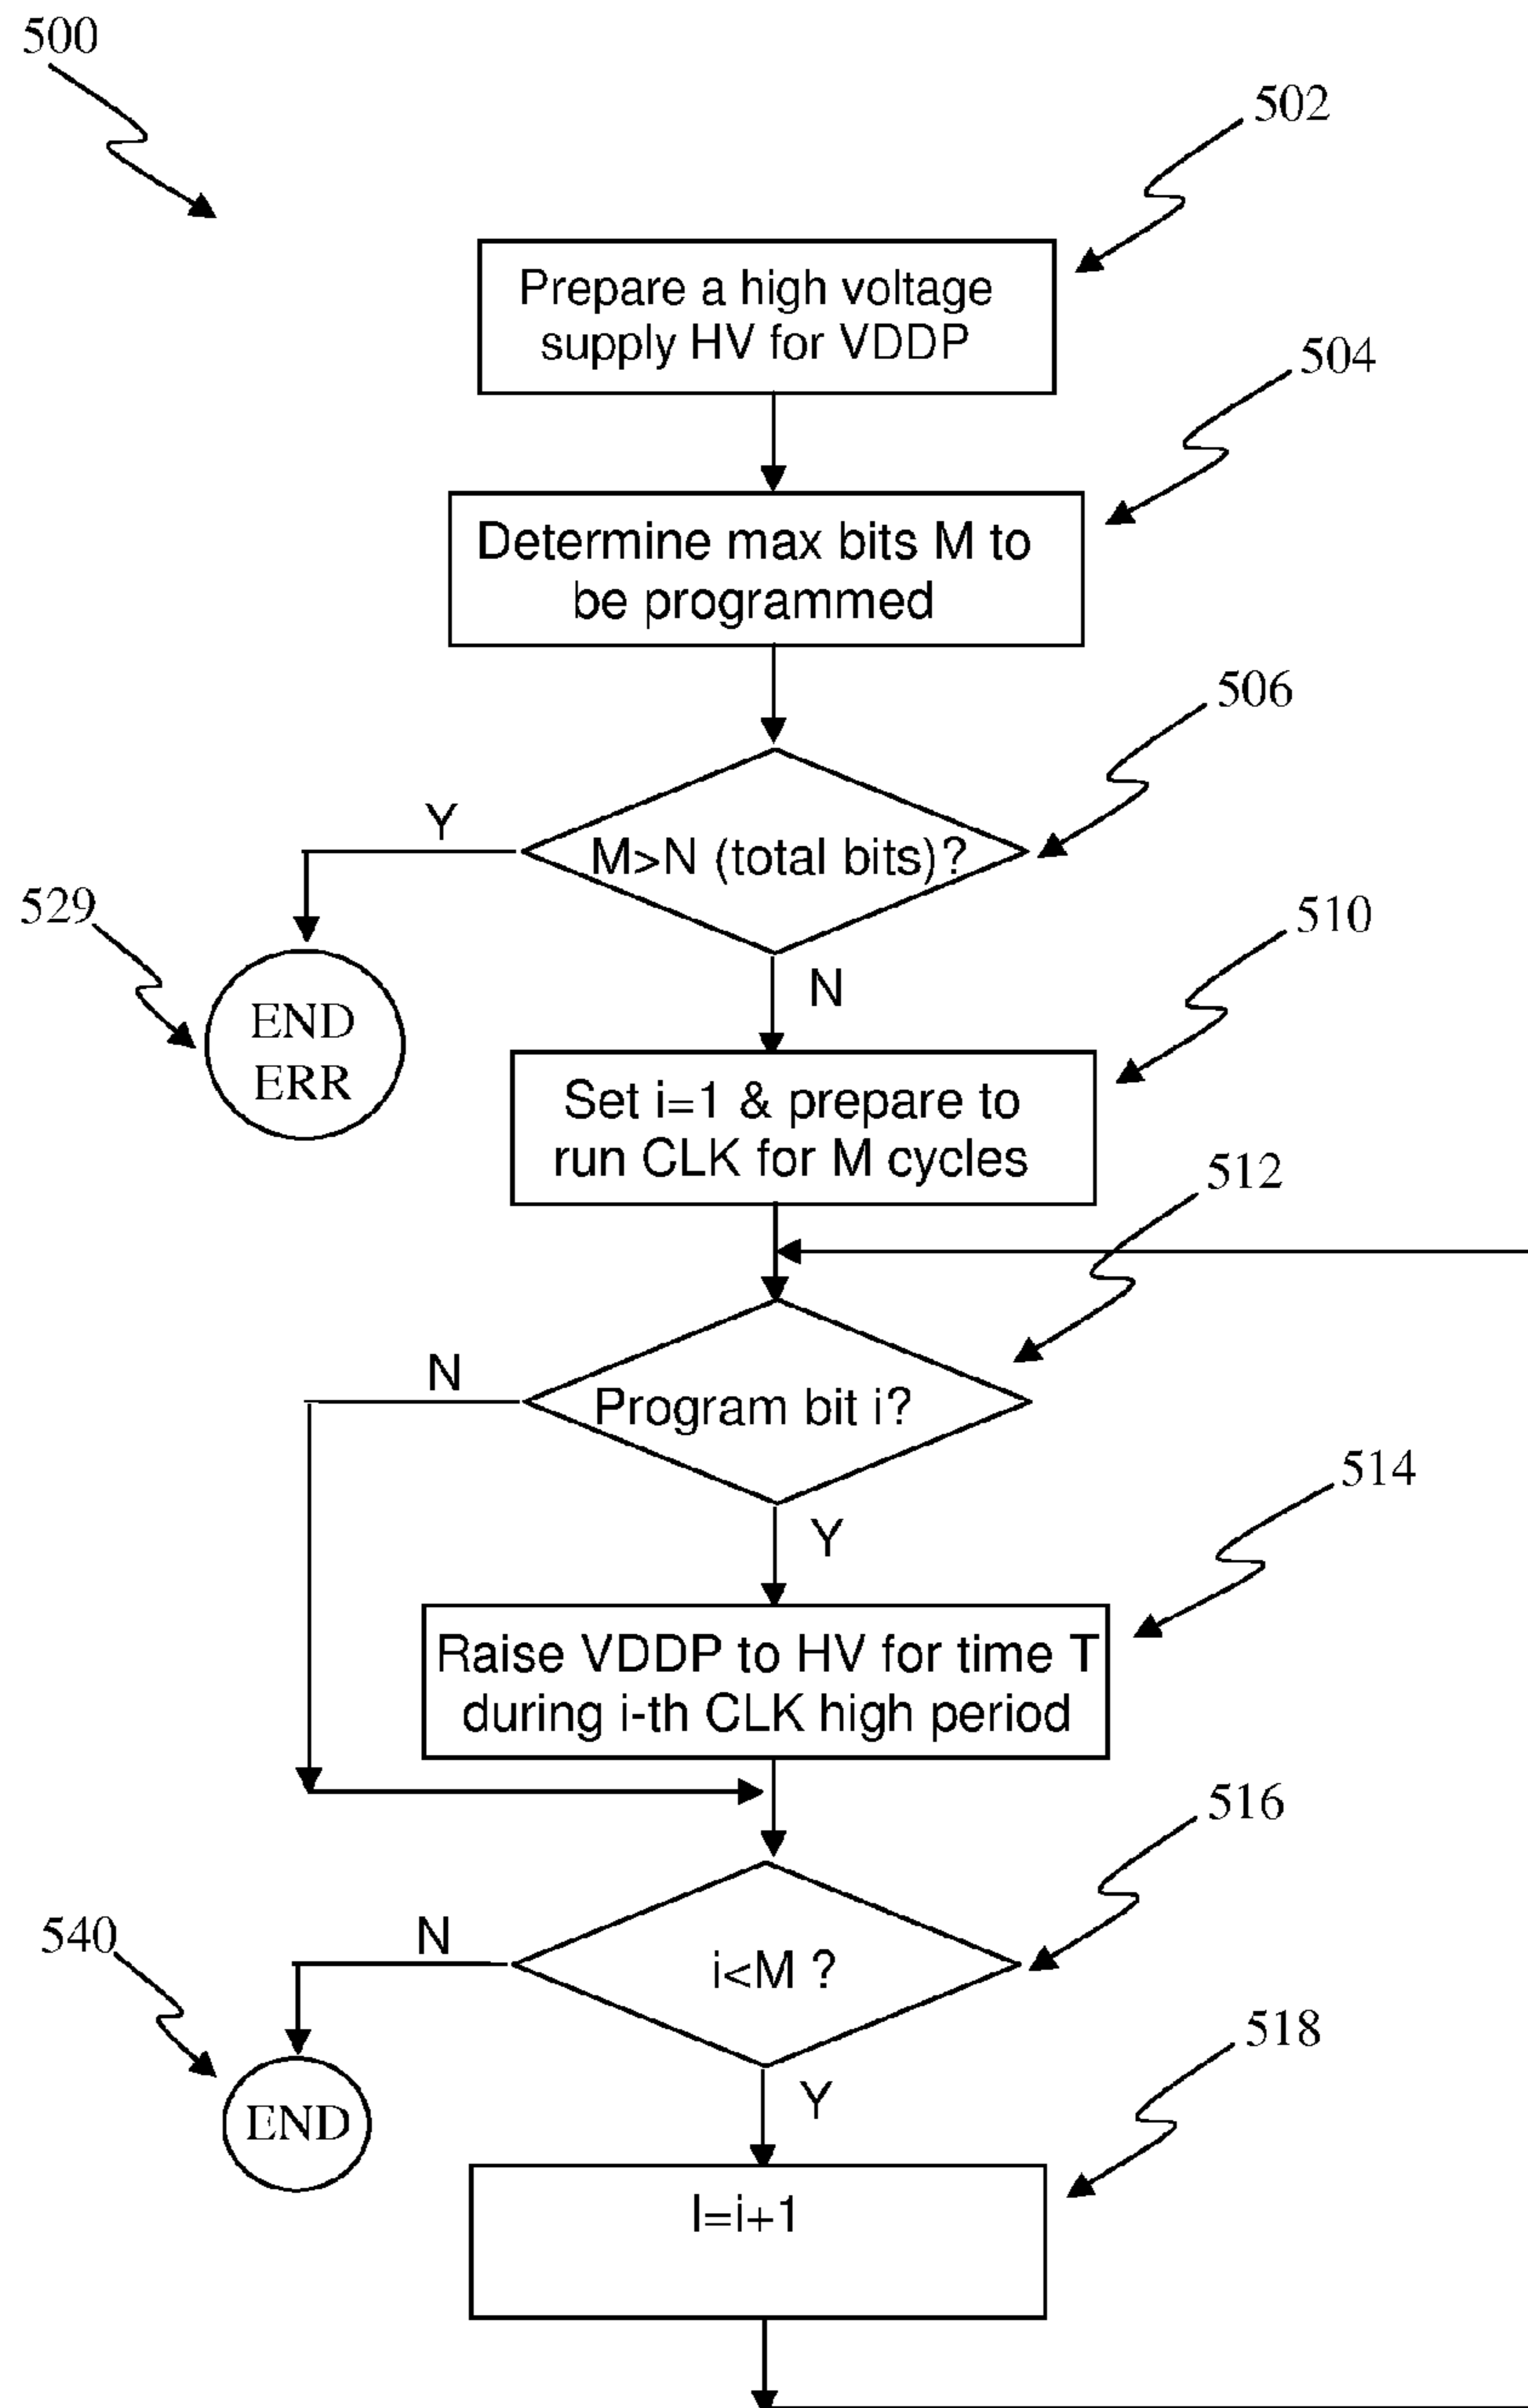 500
502
Prepare a high voltage
supply HV for VDDP
504
Determine max bits M to
be programmed
506
Y
M>N (total bits)?
529
510
N
END
ERR
Set i=1 & prepare to
run CLK for M cycles
512
N
Program bit i?
514
Y
Raise VDDP to HV for time T
during i-th CLK high period
516
540
N
i<M ?
518
Y
END
I=i+1